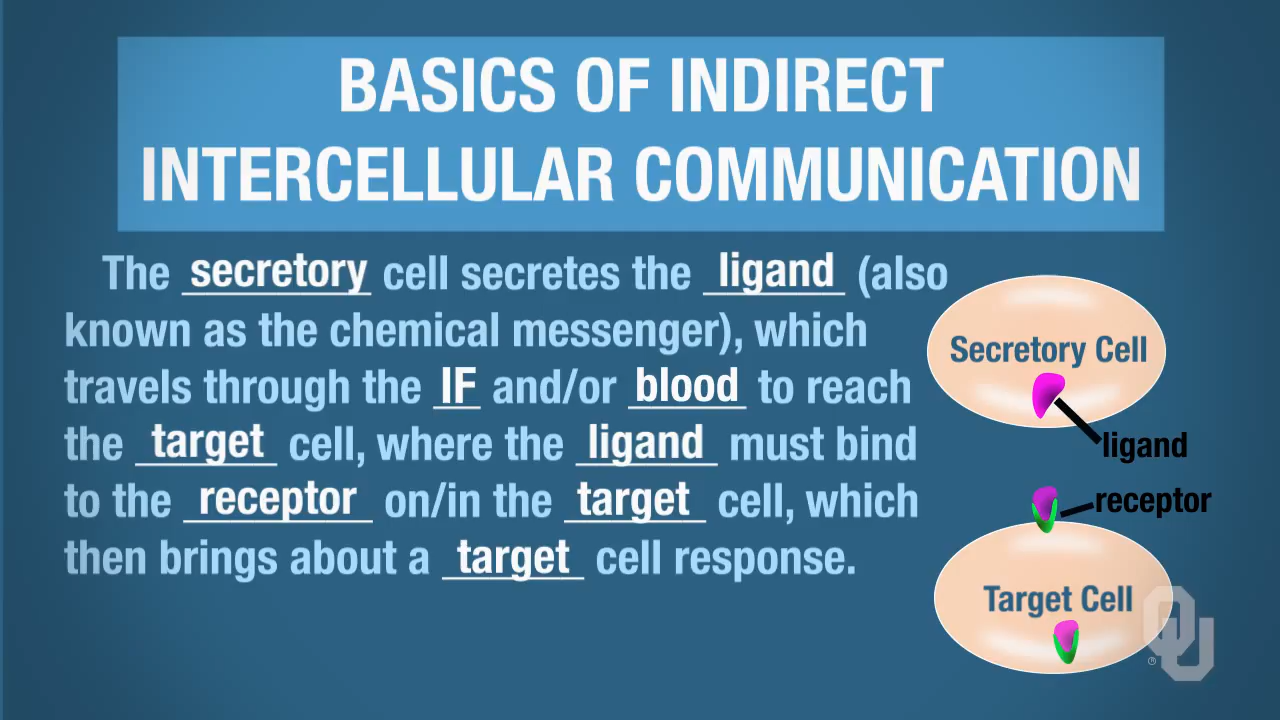 BASICS OF INDIRECT
INTERCELLULAR COMMUNICATION
The secretory cell secretes the ligand (also
known as the chemical messenger), which
travels through the IF and/or blood to reach
the target cell, where the ligand must bind
to the receptor on/in the target cell, which
then brings about a target cell response.
Secretory Cell
ligand
receptor
Target Cell
OU
®